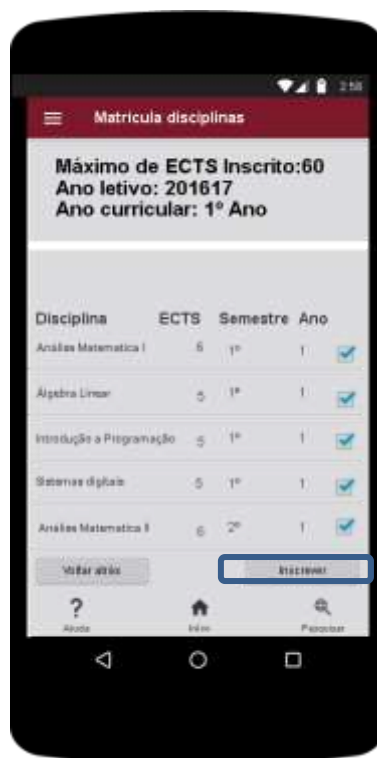 2:58
Matricula disciplinas
Máximo de ECTS Inscrito:60
Ano letivo: 201617
Ano curricular: 1º Ano
Disciplina ECTS Semestre Ano
Análise Matematica I 6 1º 1
Algebra Linear 5 1º 1
Introdução a Programação 5 1º 1
Sistemas digitais 5 1º 1
Analise Matematica II 6 2º 1
Voltar atrás Inscrever
?
Ajuda Início Pesquisar